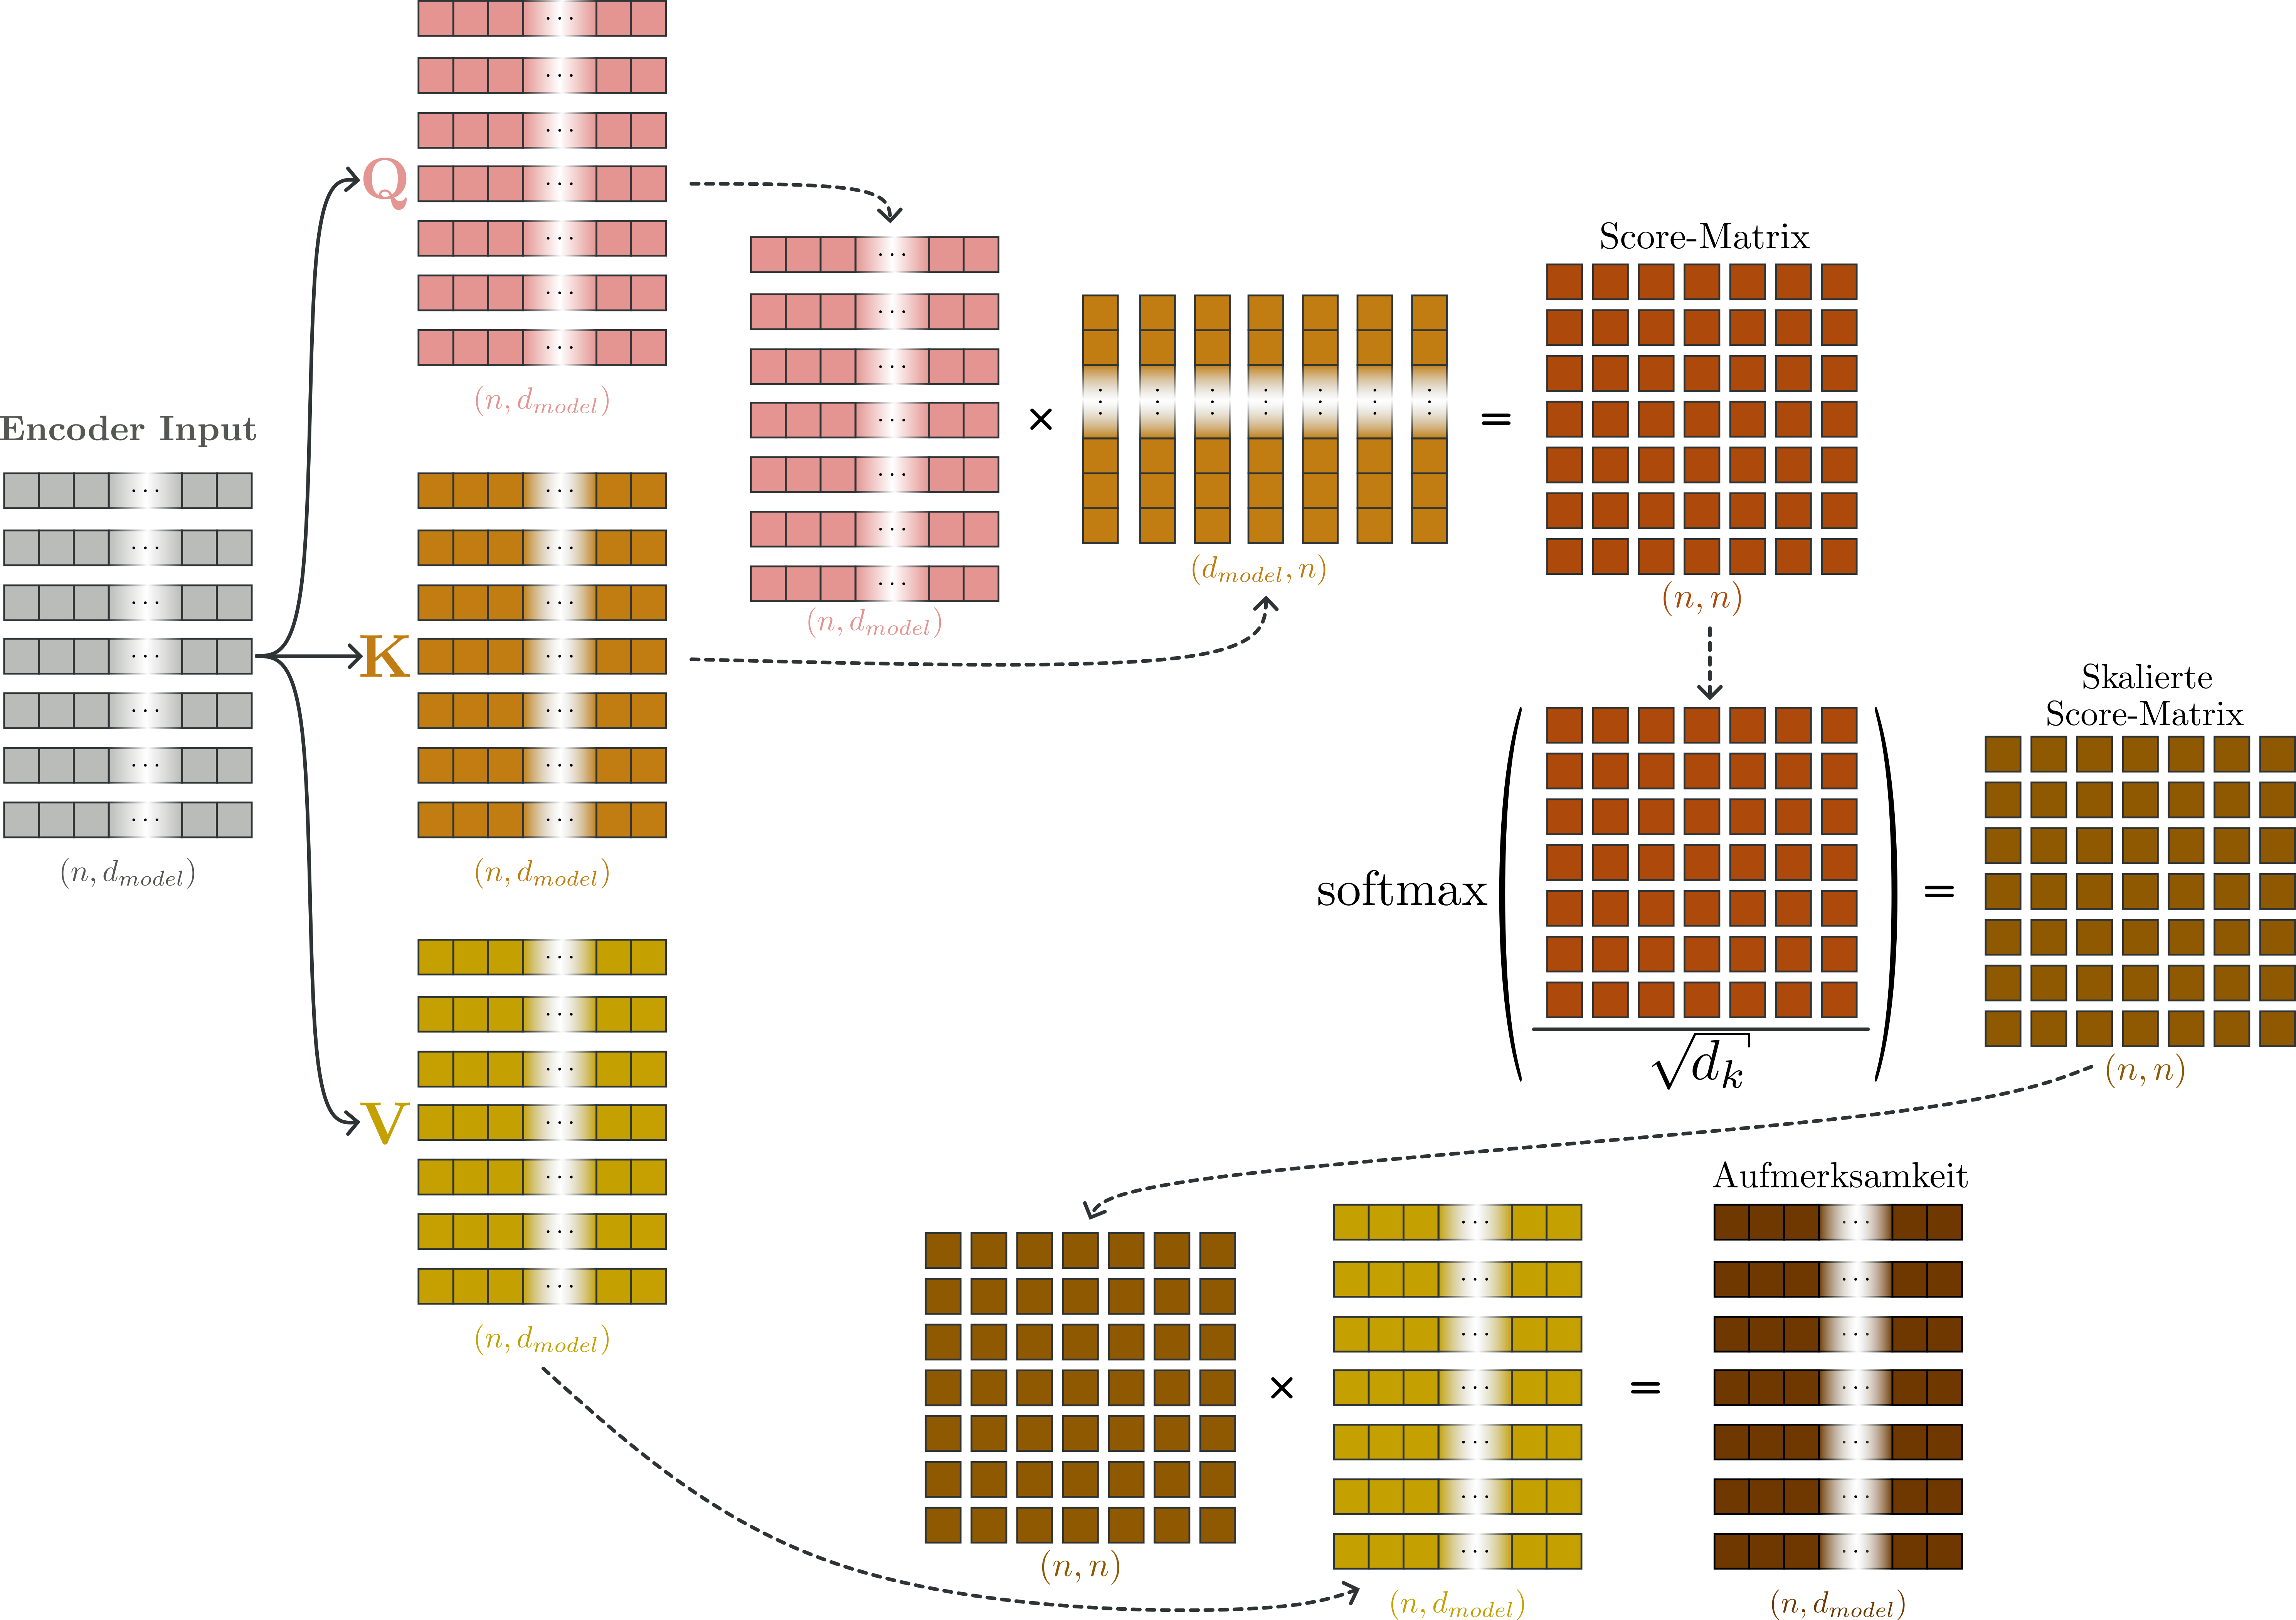 Q
(n, d_{model})
Encoder Input
(n, d_{model})
K
(n, d_{model})
V
(n, d_{model})
(n, d_{model})
×
(d_{model}, n)
=
Score-Matrix
(n, n)
softmax
√d_k
=
Skalierte
Score-Matrix
(n, n)
(n, n)
×
(n, d_{model})
=
Aufmerksamkeit
(n, d_{model})